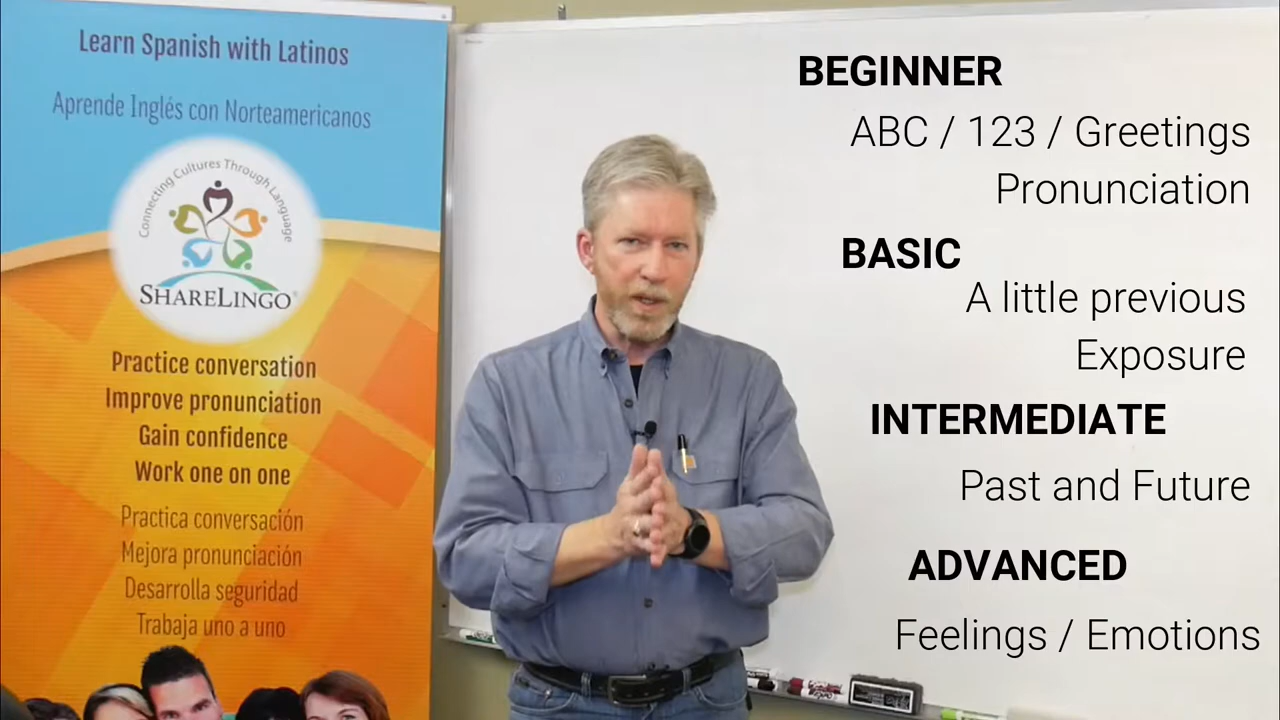 Learn Spanish with Latinos
Aprende Inglés con Norteamericanos
Connecting Cultures Through Language
SHARELINGO®
Practice conversation
Improve pronunciation
Gain confidence
Work one on one
Practica conversación
Mejora pronunciación
Desarrolla seguridad
Trabaja uno a uno
BEGINNER
ABC / 123 / Greetings
Pronunciation
BASIC
A little previous
Exposure
INTERMEDIATE
Past and Future
ADVANCED
Feelings / Emotions